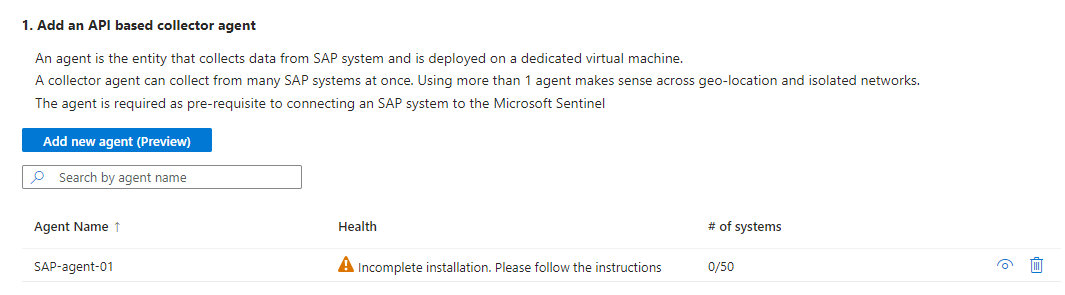 1. Add an API based collector agent
An agent is the entity that collects data from SAP system and is deployed on a dedicated virtual machine.
A collector agent can collect from many SAP systems at once. Using more than 1 agent makes sense across geo-location and isolated networks.
The agent is required as pre-requisite to connecting an SAP system to the Microsoft Sentinel
Add new agent (Preview)
Search by agent name
Agent Name ↑ Health # of systems
SAP-agent-01 Incomplete installation. Please follow the instructions 0/50